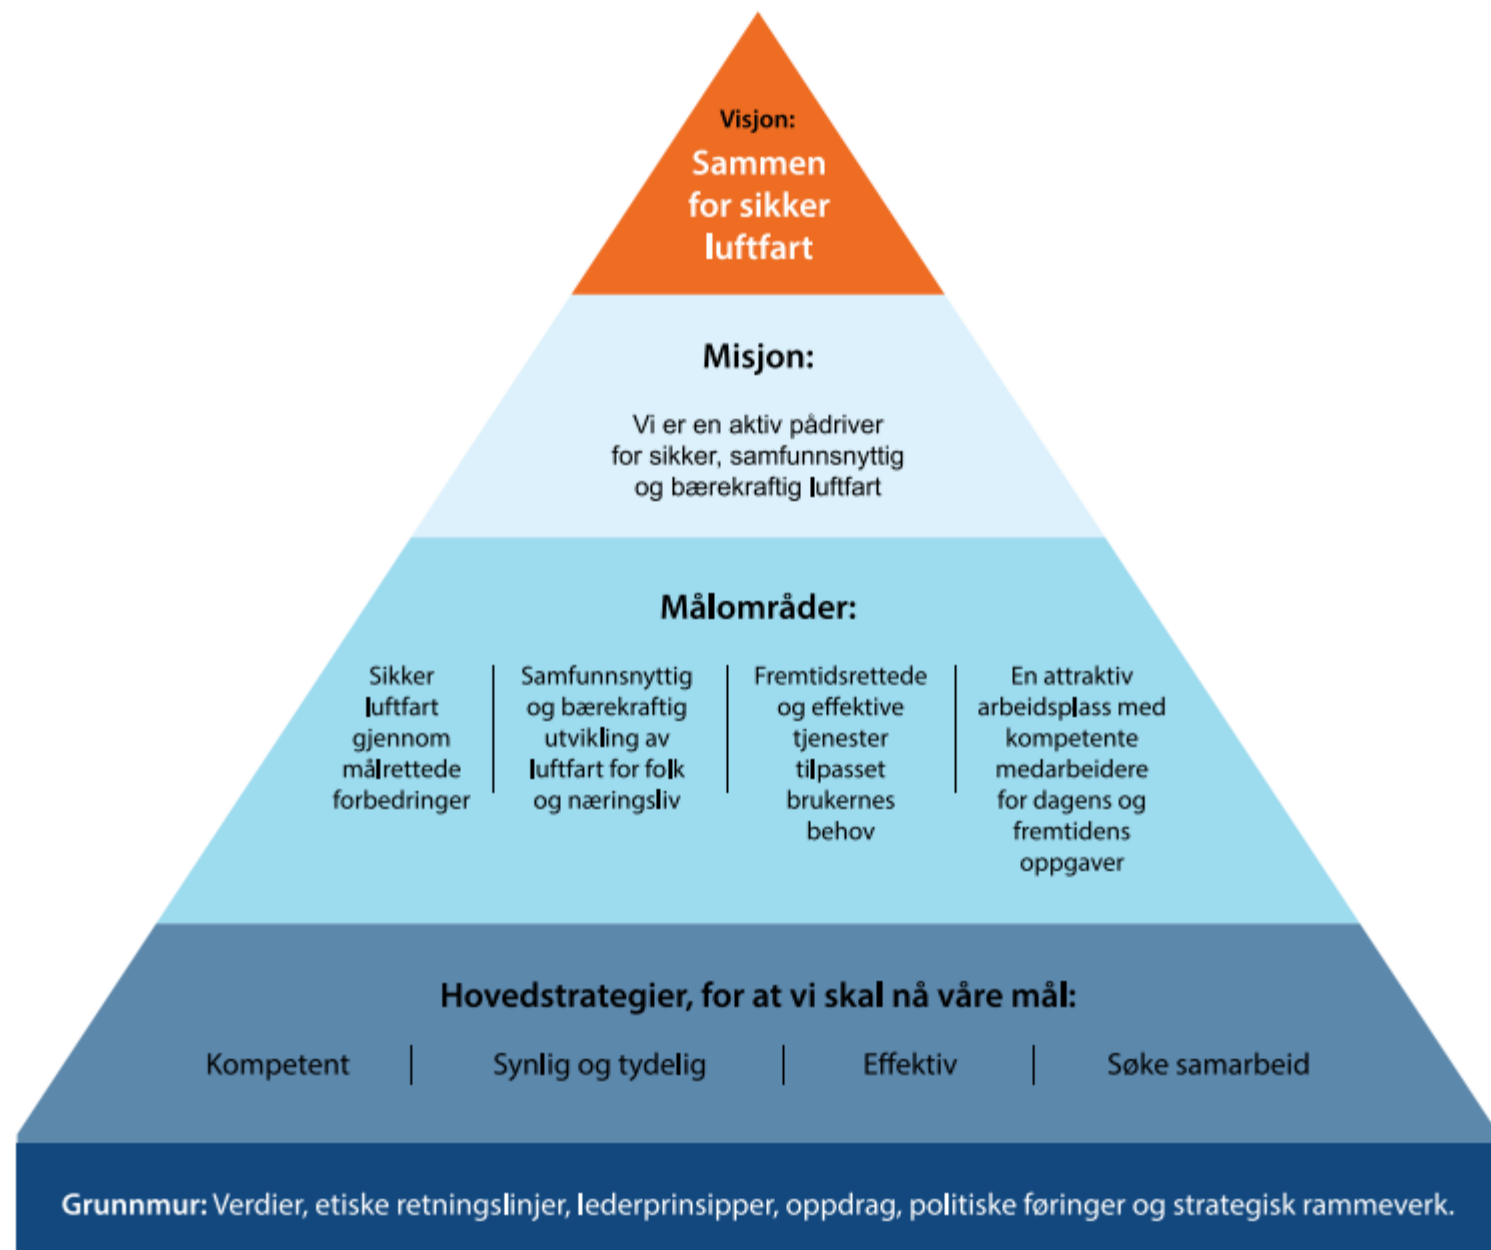 Visjon:
Sammen
for sikker
luftfart
Misjon:
Vi er en aktiv pådriver
for sikker, samfunnsnyttig
og bærekraftig luftfart
Målområder:
Sikker
luftfart
gjennom
målrettede
forbedringer
Samfunnsnyttig
og bærekraftig
utvikling av
luftfart for folk
og næringsliv
Fremtidsrettede
og effektive
tjenester
tilpasset
brukernes
behov
En attraktiv
arbeidsplass med
kompetente
medarbeidere
for dagens og
fremtidens
oppgaver
Hovedstrategier, for at vi skal nå våre mål:
Kompetent
Synlig og tydelig
Effektiv
Søke samarbeid
Grunnmur: Verdier, etiske retningslinjer, lederprinsipper, oppdrag, politiske føringer og strategisk rammeverk.